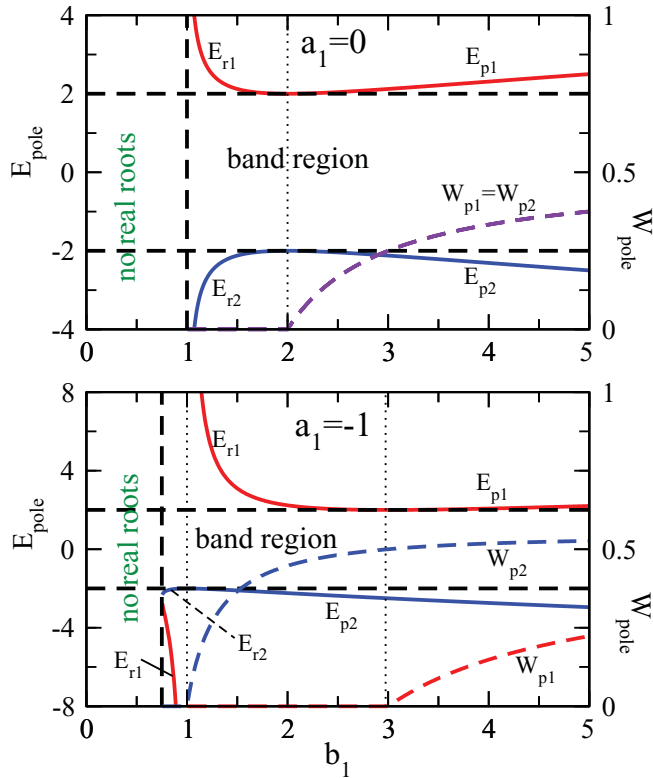 4
2
0
-2
-4
E_pole
1
0.5
0
W_pole
a_1=0
E_r1
E_p1
no real roots
band region
W_p1=W_p2
E_r2
E_p2
0 1 2 3 4 5
8
4
0
-4
-8
E_pole
1
0.5
0
W_pole
a_1=-1
E_r1
E_p1
no real roots
band region
W_p2
E_p2
E_r2
E_r1
W_p1
0 1 2 3 4 5
b_1